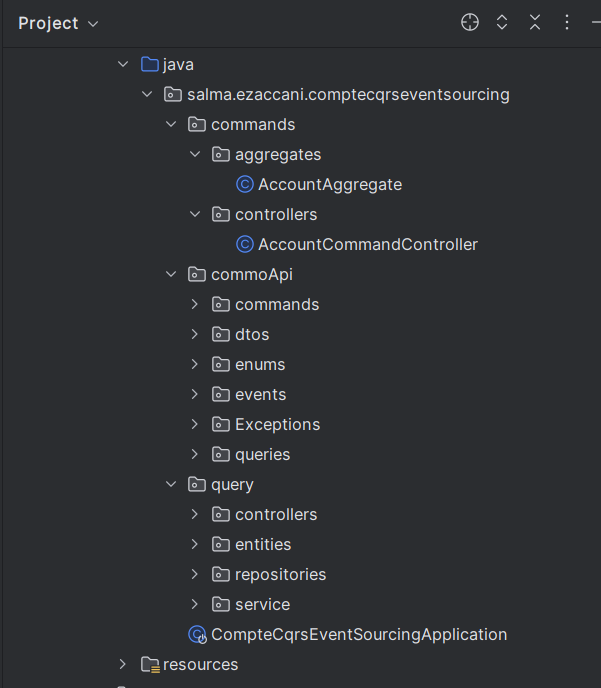 Project
java
salma.ezaccani.comptecqrseventsourcing
commands
aggregates
AccountAggregate
controllers
AccountCommandController
commoApi
commands
dtos
enums
events
Exceptions
queries
query
controllers
entities
repositories
service
CompteCqrsEventSourcingApplication
resources